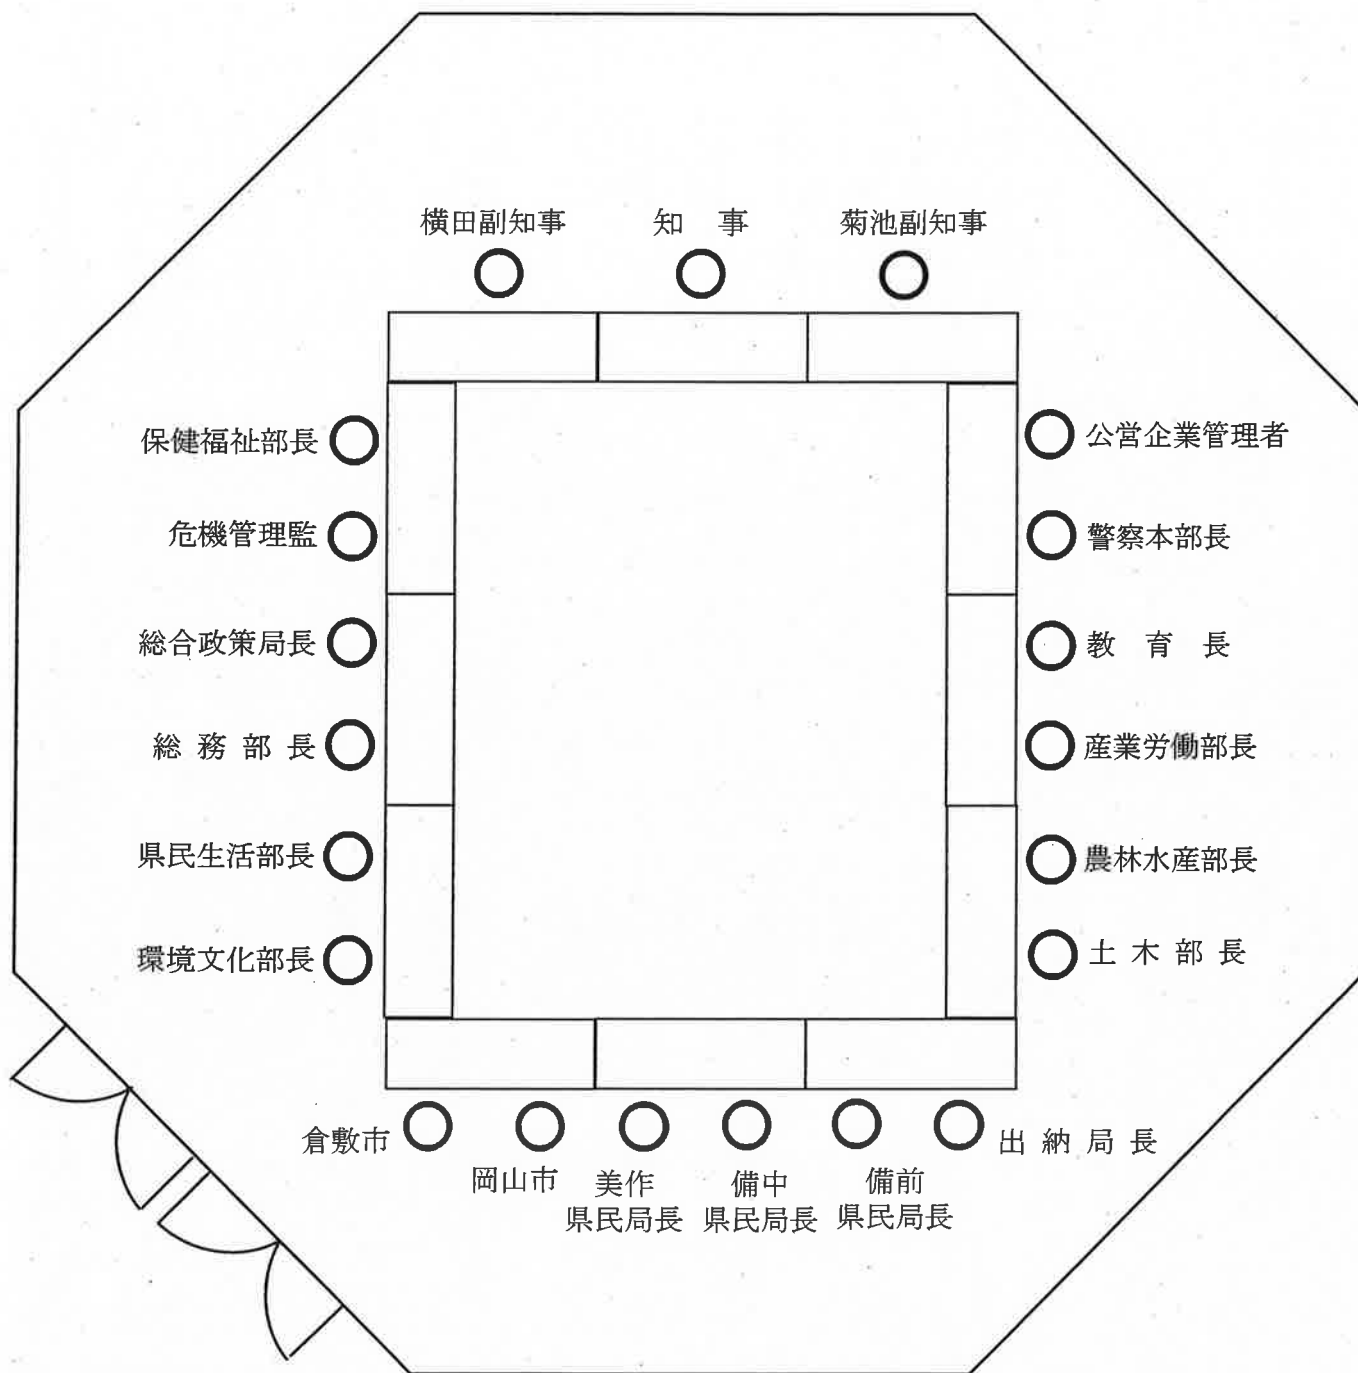 横田副知事
知　事
菊池副知事
保健福祉部長
公営企業管理者
危機管理監
警察本部長
総合政策局長
教　育　長
総 務 部 長
産業労働部長
県民生活部長
農林水産部長
環境文化部長
土 木 部 長
倉敷市
岡山市
美作
県民局長
備中
県民局長
備前
県民局長
出 納 局 長